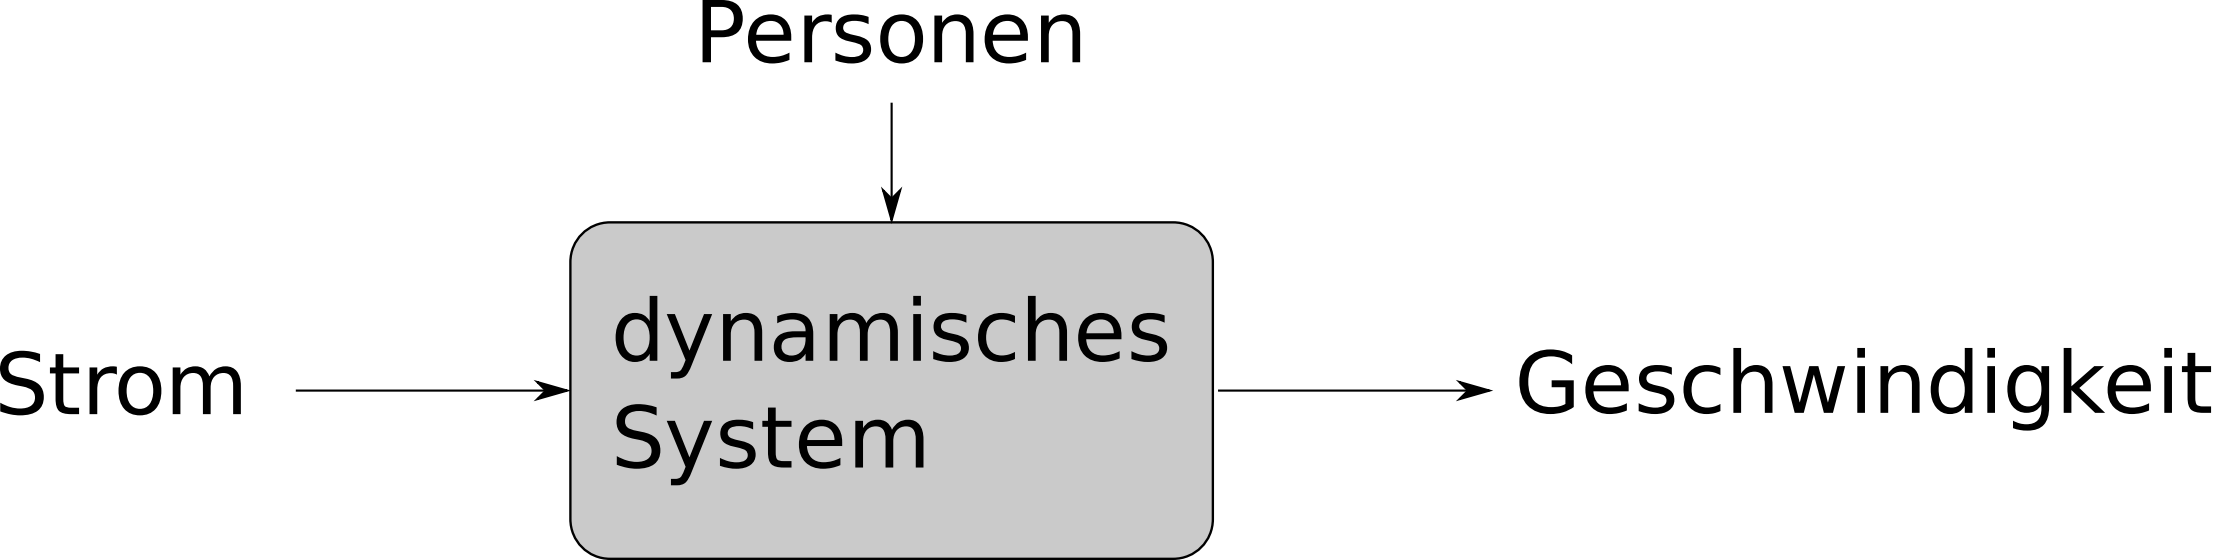 Personen
Strom
dynamisches
System
Geschwindigkeit